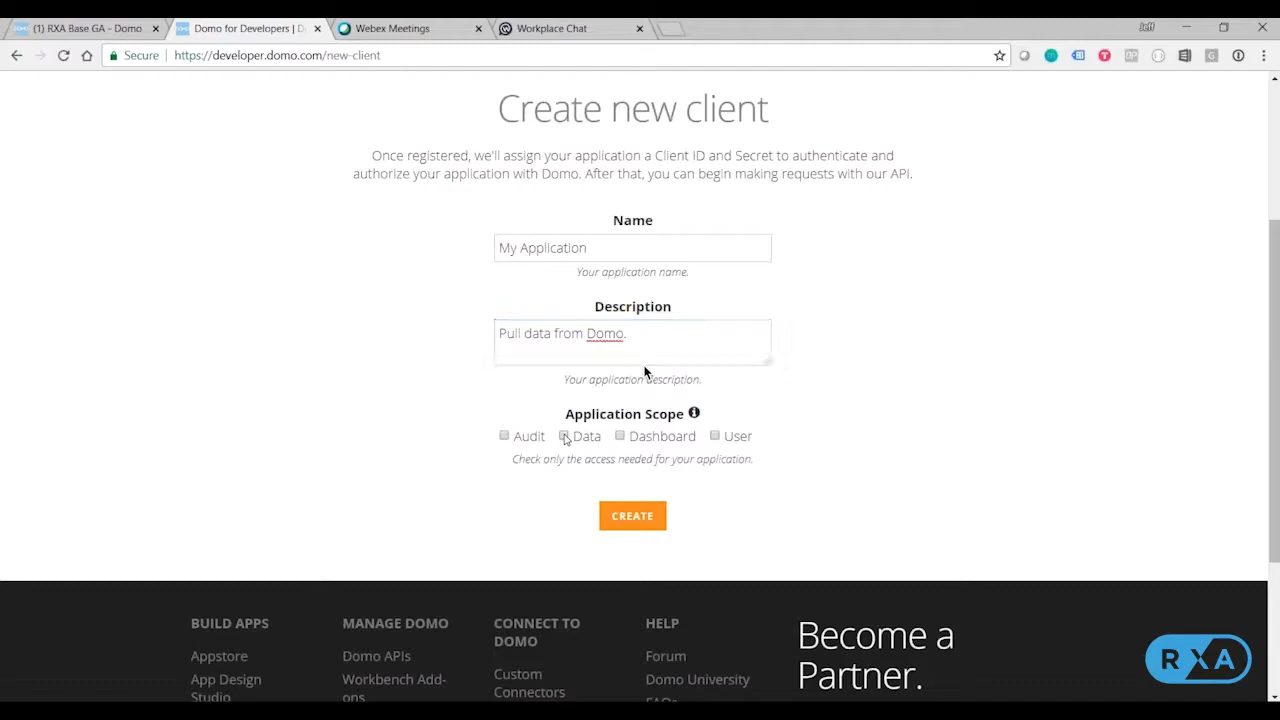 (1) RXA Base GA - Domo
Domo for Developers | D
Webex Meetings
Workplace Chat
Jeff
Secure
https://developer.domo.com/new-client
Create new client
Once registered, we'll assign your application a Client ID and Secret to authenticate and
authorize your application with Domo. After that, you can begin making requests with our API.
Name
My Application
Your application name.
Description
Pull data from Domo.
Your application description.
Application Scope
Audit Data Dashboard User
Check only the access needed for your application.
CREATE
BUILD APPS
Appstore
App Design
Studio
MANAGE DOMO
Domo APIs
Workbench Add-
ons
CONNECT TO
DOMO
Custom
Connectors
HELP
Forum
Domo University
FAQs
Become a
Partner.
RXA